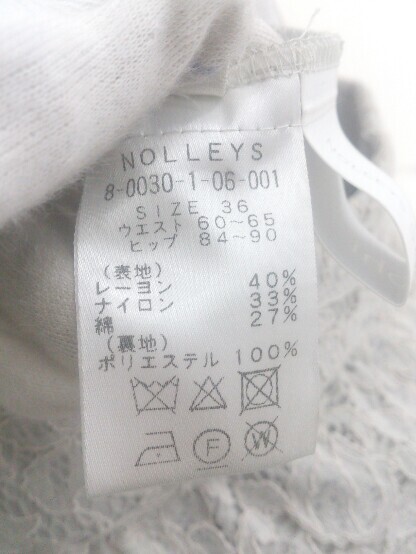 NOLLEYS
8-0030-1-06-001
SIZE 36
ウエスト 60~65
ヒップ 84~90
(表地)
レーヨン 40%
ナイロン 33%
綿 27%
(裏地)
ポリエステル 100%
F
W